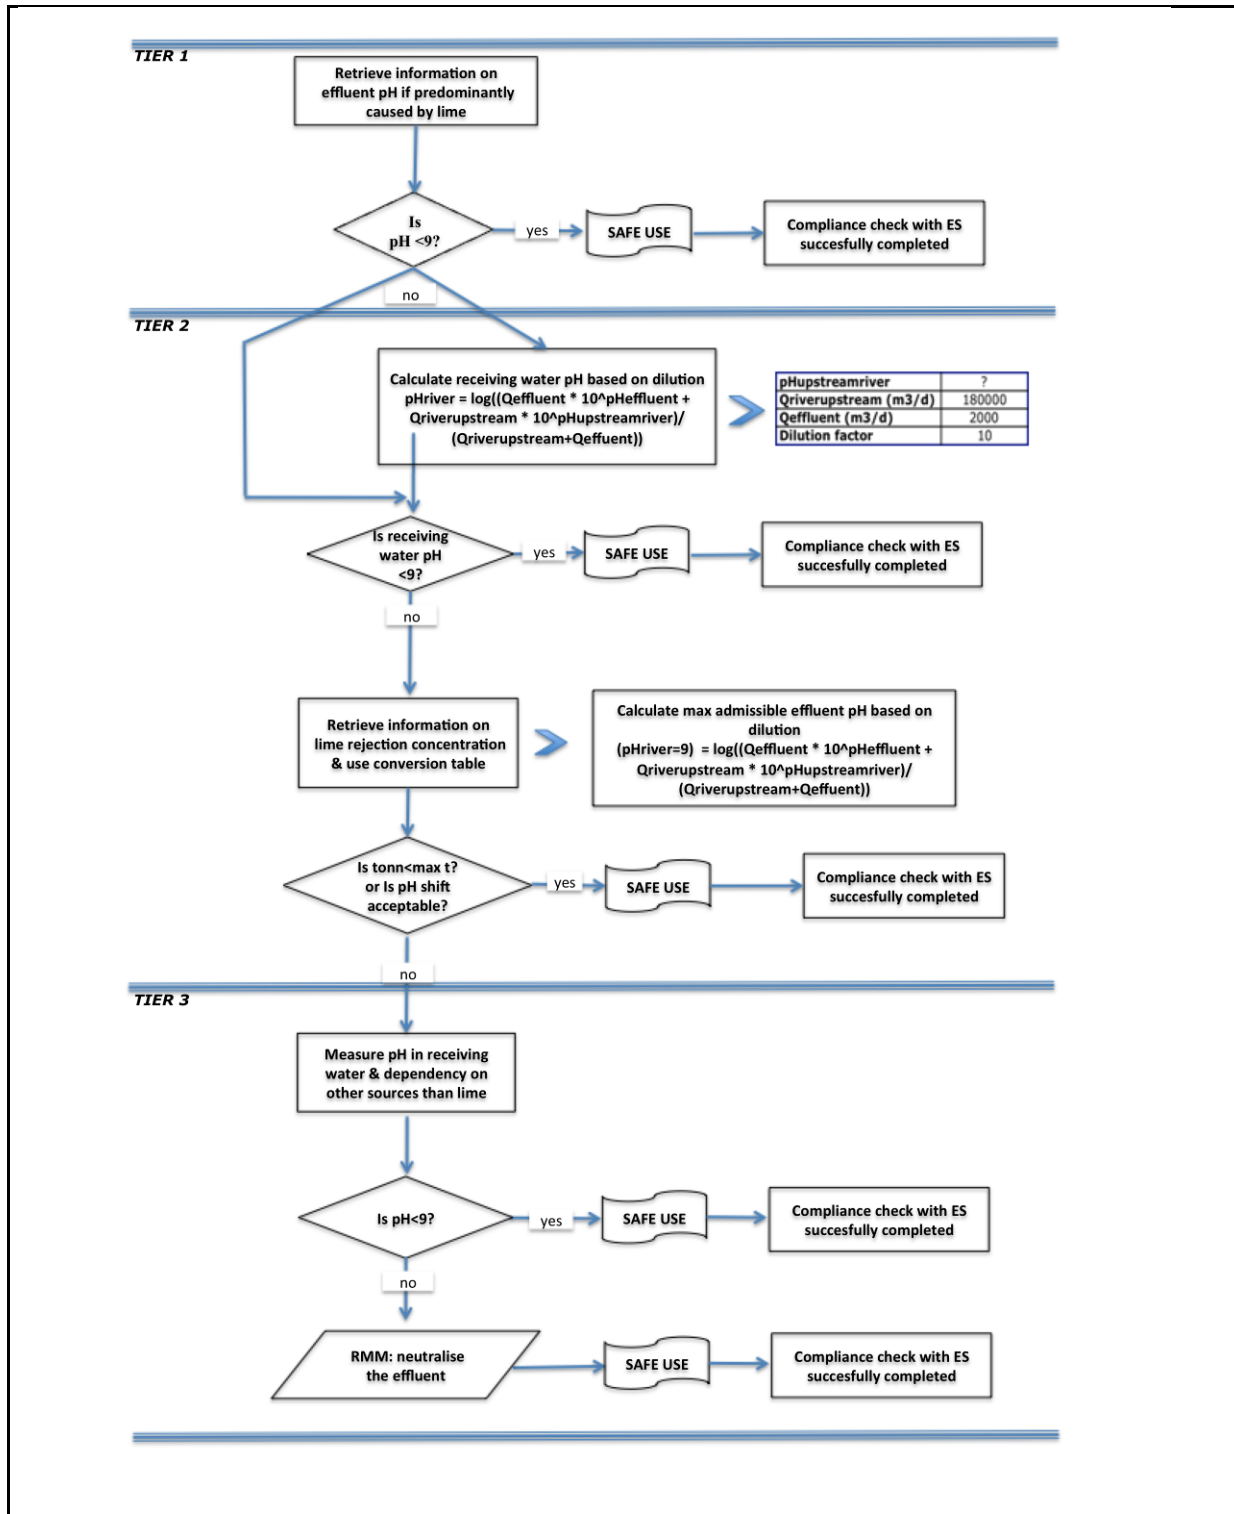 TIER 1
Retrieve information on
effluent pH if predominantly
caused by lime
Is
pH <9?
yes
SAFE USE
Compliance check with ES
succesfully completed
no
TIER 2
Calculate receiving water pH based on dilution
pHriver = log((Qeffluent * 10^pHeffluent +
Qriverupstream * 10^pHupstreamriver)/
(Qriverupstream+Qeffuent))
pHupstreamriver ?
Qriverupstream (m3/d) 180000
Qeffluent (m3/d) 2000
Dilution factor 10
Is receiving
water pH
<9?
yes
SAFE USE
Compliance check with ES
succesfully completed
no
Retrieve information on
lime rejection concentration
& use conversion table
Calculate max admissible effluent pH based on
dilution
(pHriver=9) = log((Qeffluent * 10^pHeffluent +
Qriverupstream * 10^pHupstreamriver)/
(Qriverupstream+Qeffuent))
Is tonn<max t?
or Is pH shift
acceptable?
yes
SAFE USE
Compliance check with ES
succesfully completed
no
TIER 3
Measure pH in receiving
water & dependency on
other sources than lime
Is pH<9?
yes
SAFE USE
Compliance check with ES
succesfully completed
no
RMM: neutralise
the effluent
SAFE USE
Compliance check with ES
succesfully completed